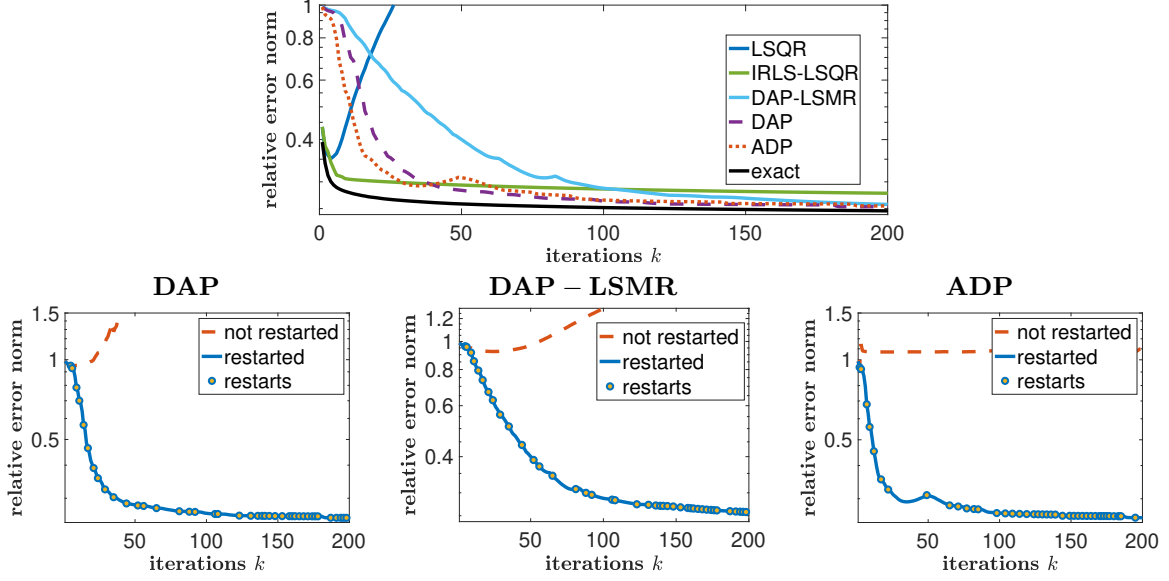 relative error norm
1
0.8
0.6
0.4
0
50
100
150
200
iterations k
LSQR
IRLS-LSQR
DAP-LSMR
DAP
ADP
exact
DAP
relative error norm
1.5
1
0.5
50
100
150
200
iterations k
not restarted
restarted
restarts
DAP – LSMR
relative error norm
1.2
1
0.8
0.6
0.4
50
100
150
200
iterations k
not restarted
restarted
restarts
ADP
relative error norm
1.5
1
0.5
50
100
150
200
iterations k
not restarted
restarted
restarts